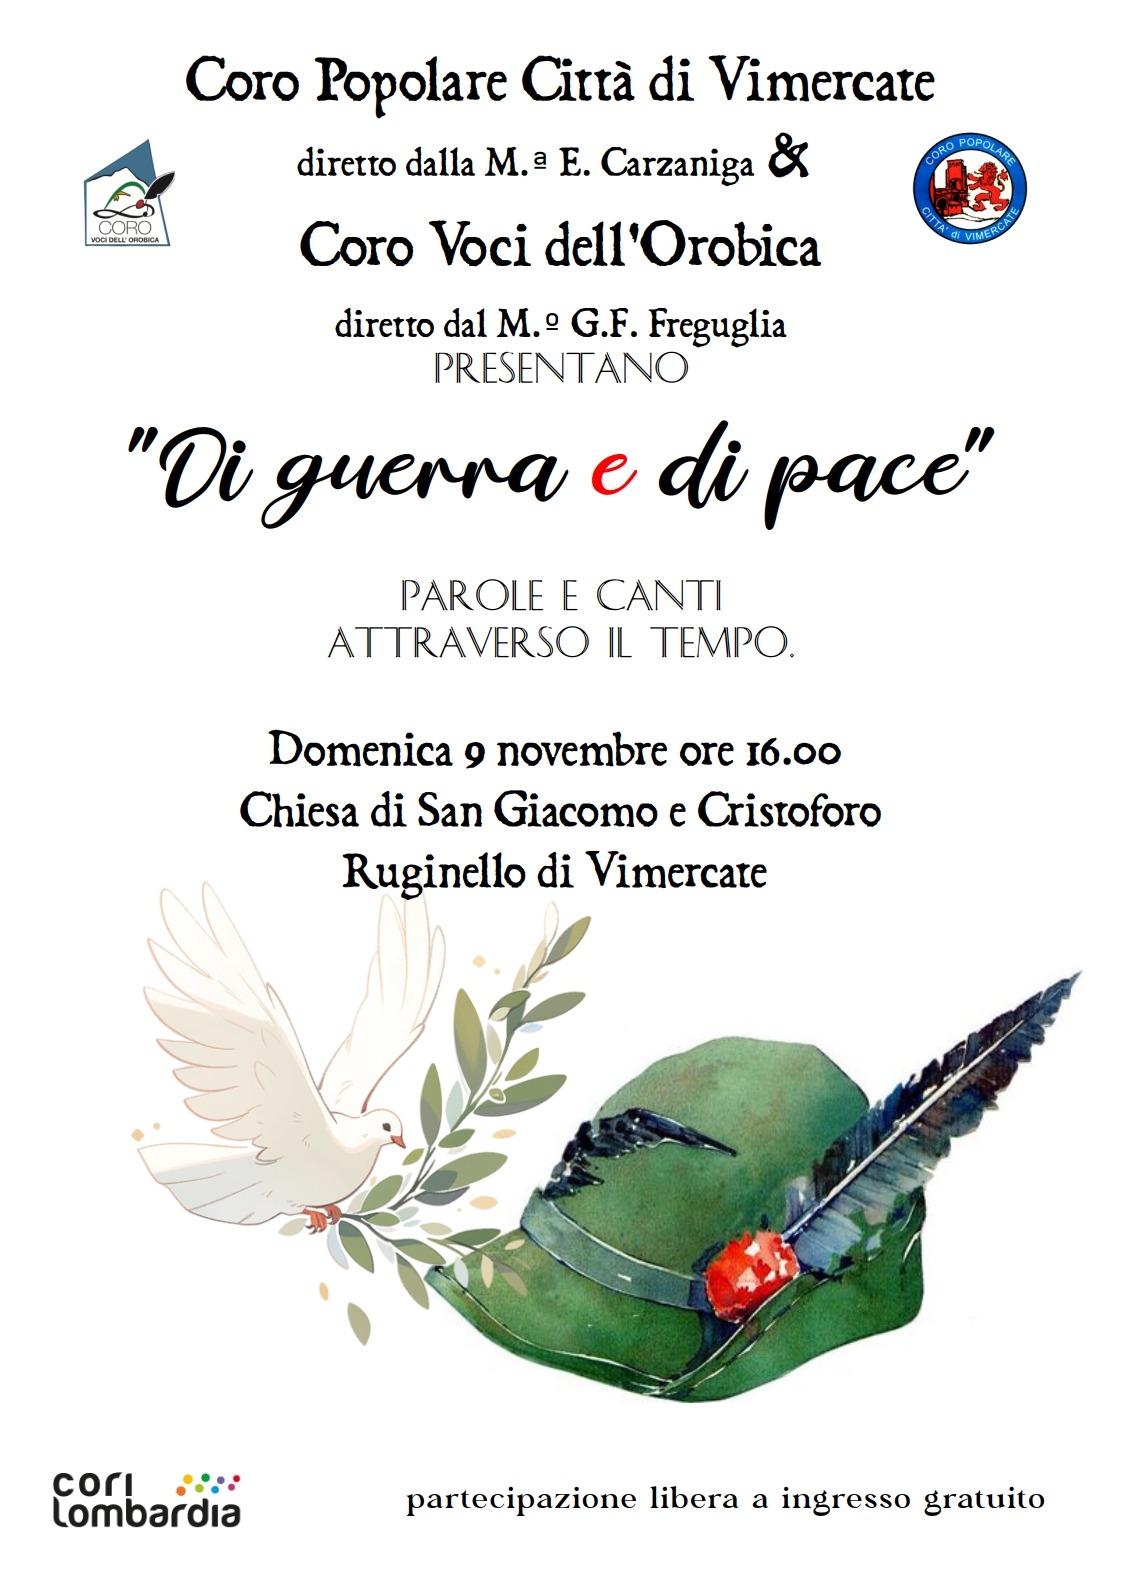 Coro Popolare Città di Vimercate
diretto dalla M.ª E. Carzaniga &
CORO
VOCI DELL' OROBICA
CORO POPOLARE
CITTA' di VIMERCATE
Coro Voci dell'Orobica
diretto dal M.º G.F. Freguglia
PRESENTANO
"Di guerra e di pace"
PAROLE E CANTI
ATTRAVERSO IL TEMPO.
Domenica 9 novembre ore 16.00
Chiesa di San Giacomo e Cristoforo
Ruginello di Vimercate
cori
lombardia
partecipazione libera a ingresso gratuito